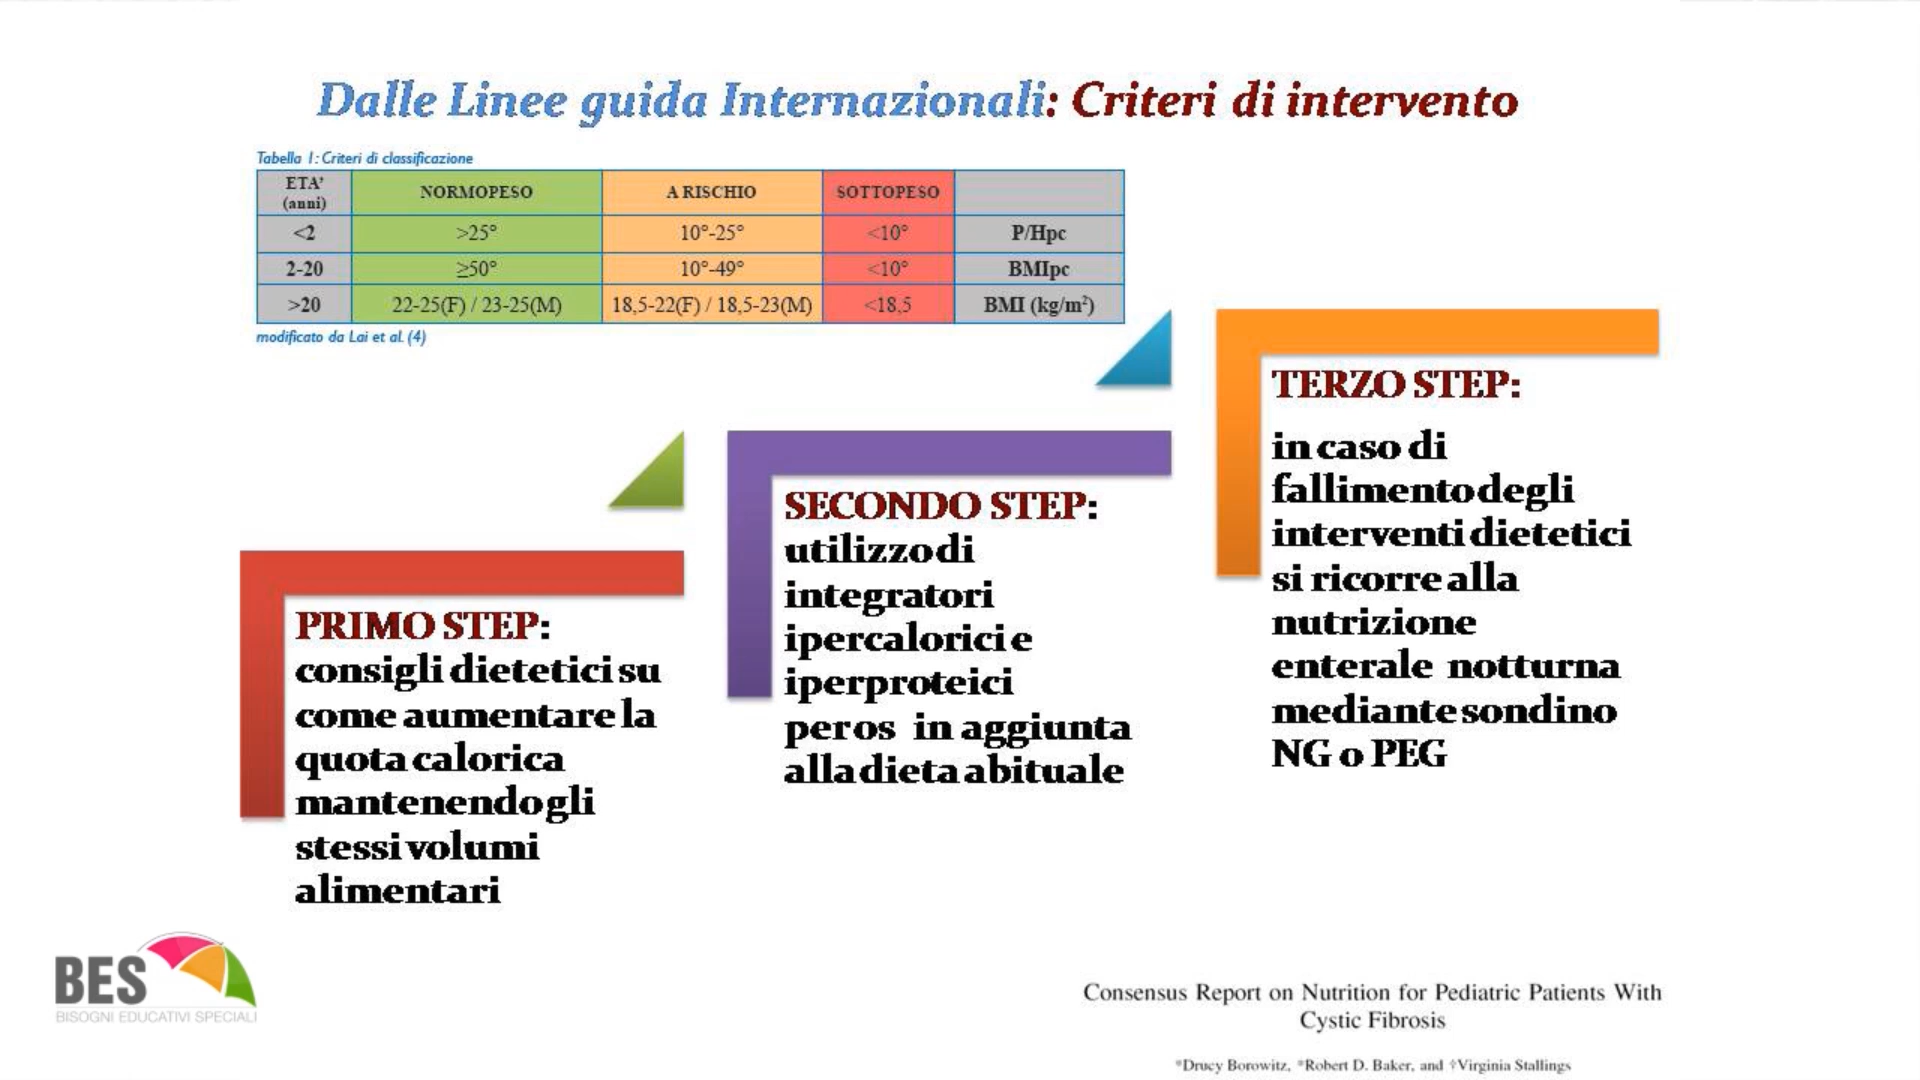 Dalle Linee guida Internazionali: Criteri di intervento
Tabella 1: Criteri di classificazione
ETA' (anni) NORMOPESO A RISCHIO SOTTOPESO
<2 >25° 10°-25° <10° P/Hpc
2-20 ≥50° 10°-49° <10° BMIpc
>20 22-25(F) / 23-25(M) 18,5-22(F) / 18,5-23(M) <18,5 BMI (kg/m²)
modificato da Lai et al. (4)
PRIMO STEP:
consigli dietetici su
come aumentare la
quota calorica
mantenendo gli
stessi volumi
alimentari
SECONDO STEP:
utilizzo di
integratori
ipercalorici e
iperproteici
per os in aggiunta
alla dieta abituale
TERZO STEP:
in caso di
fallimento degli
interventi dietetici
si ricorre alla
nutrizione
enterale notturna
mediante sondino
NG o PEG
BES
BISOGNI EDUCATIVI SPECIALI
Consensus Report on Nutrition for Pediatric Patients With
Cystic Fibrosis
*Drucy Borowitz, *Robert D. Baker, and †Virginia Stallings